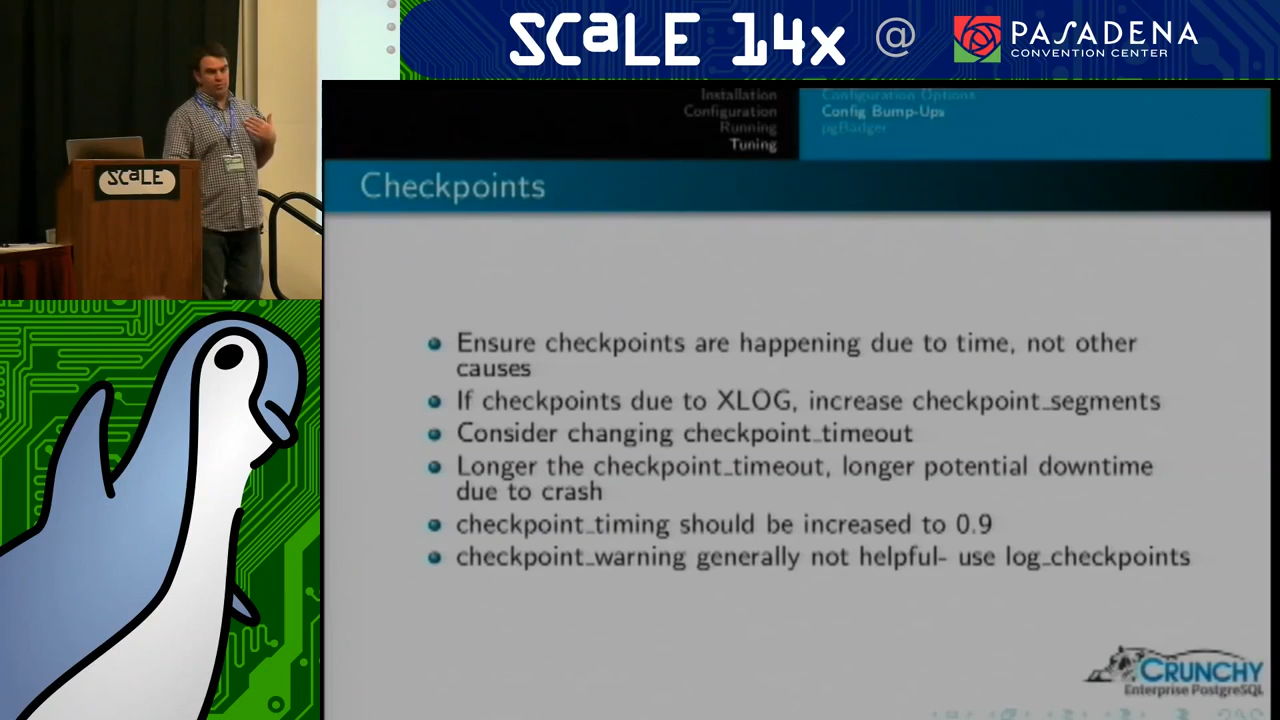 SCaLE 14x @ PASADENA
CONVENTION CENTER
SCaLE
Installation
Configuration
Running
Tuning
Configuration Options
Config Bump-Ups
pgBadger
Checkpoints
Ensure checkpoints are happening due to time, not other
causes
If checkpoints due to XLOG, increase checkpoint_segments
Consider changing checkpoint_timeout
Longer the checkpoint_timeout, longer potential downtime
due to crash
checkpoint_timing should be increased to 0.9
checkpoint_warning generally not helpful- use log_checkpoints
CRUNCHY
Enterprise PostgreSQL